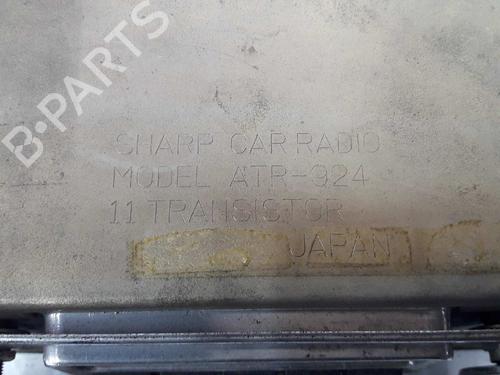 B-PARTS
SHARP CAR RADIO
MODEL ATR-924
11 TRANSISTOR
JAPAN